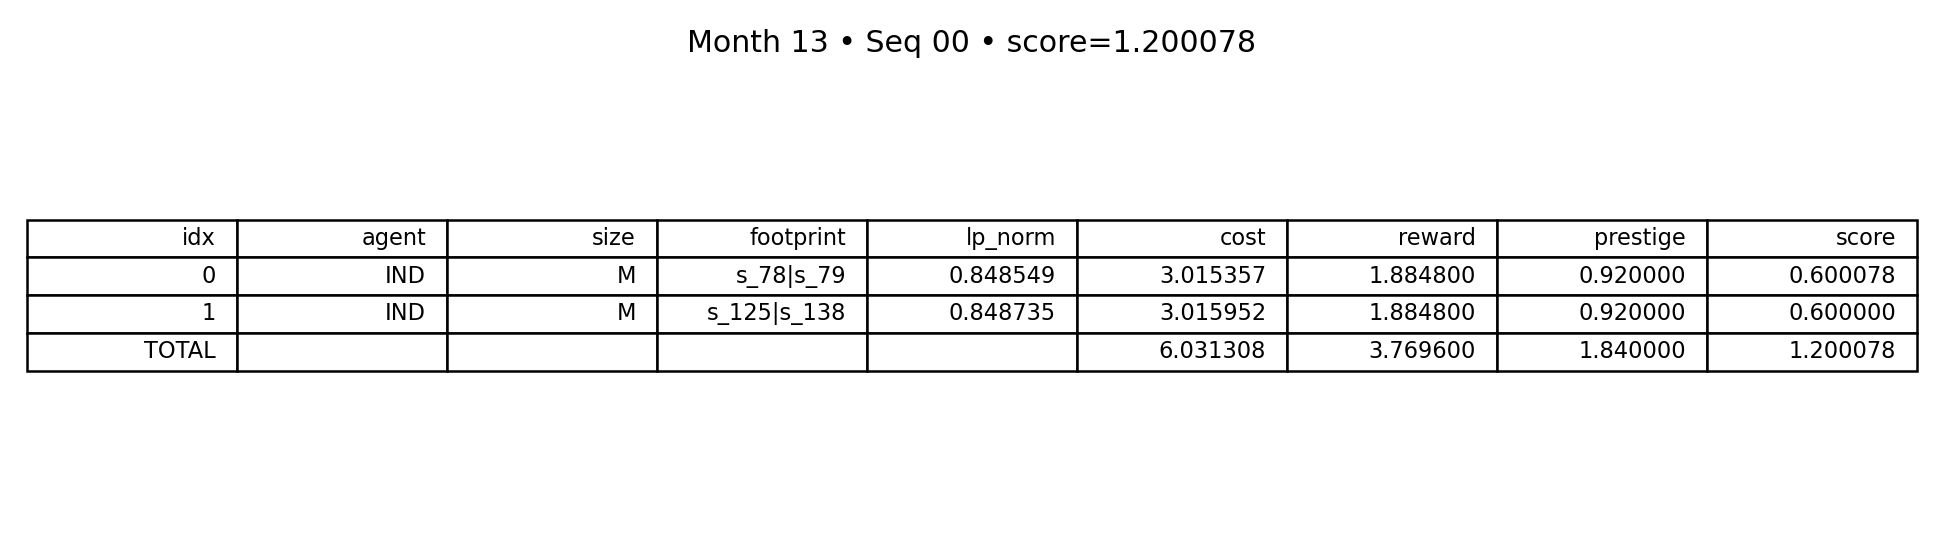 Month 13 • Seq 00 • score=1.200078
idx agent size footprint lp_norm cost reward prestige score
0 IND M s_78|s_79 0.848549 3.015357 1.884800 0.920000 0.600078
1 IND M s_125|s_138 0.848735 3.015952 1.884800 0.920000 0.600000
TOTAL 6.031308 3.769600 1.840000 1.200078